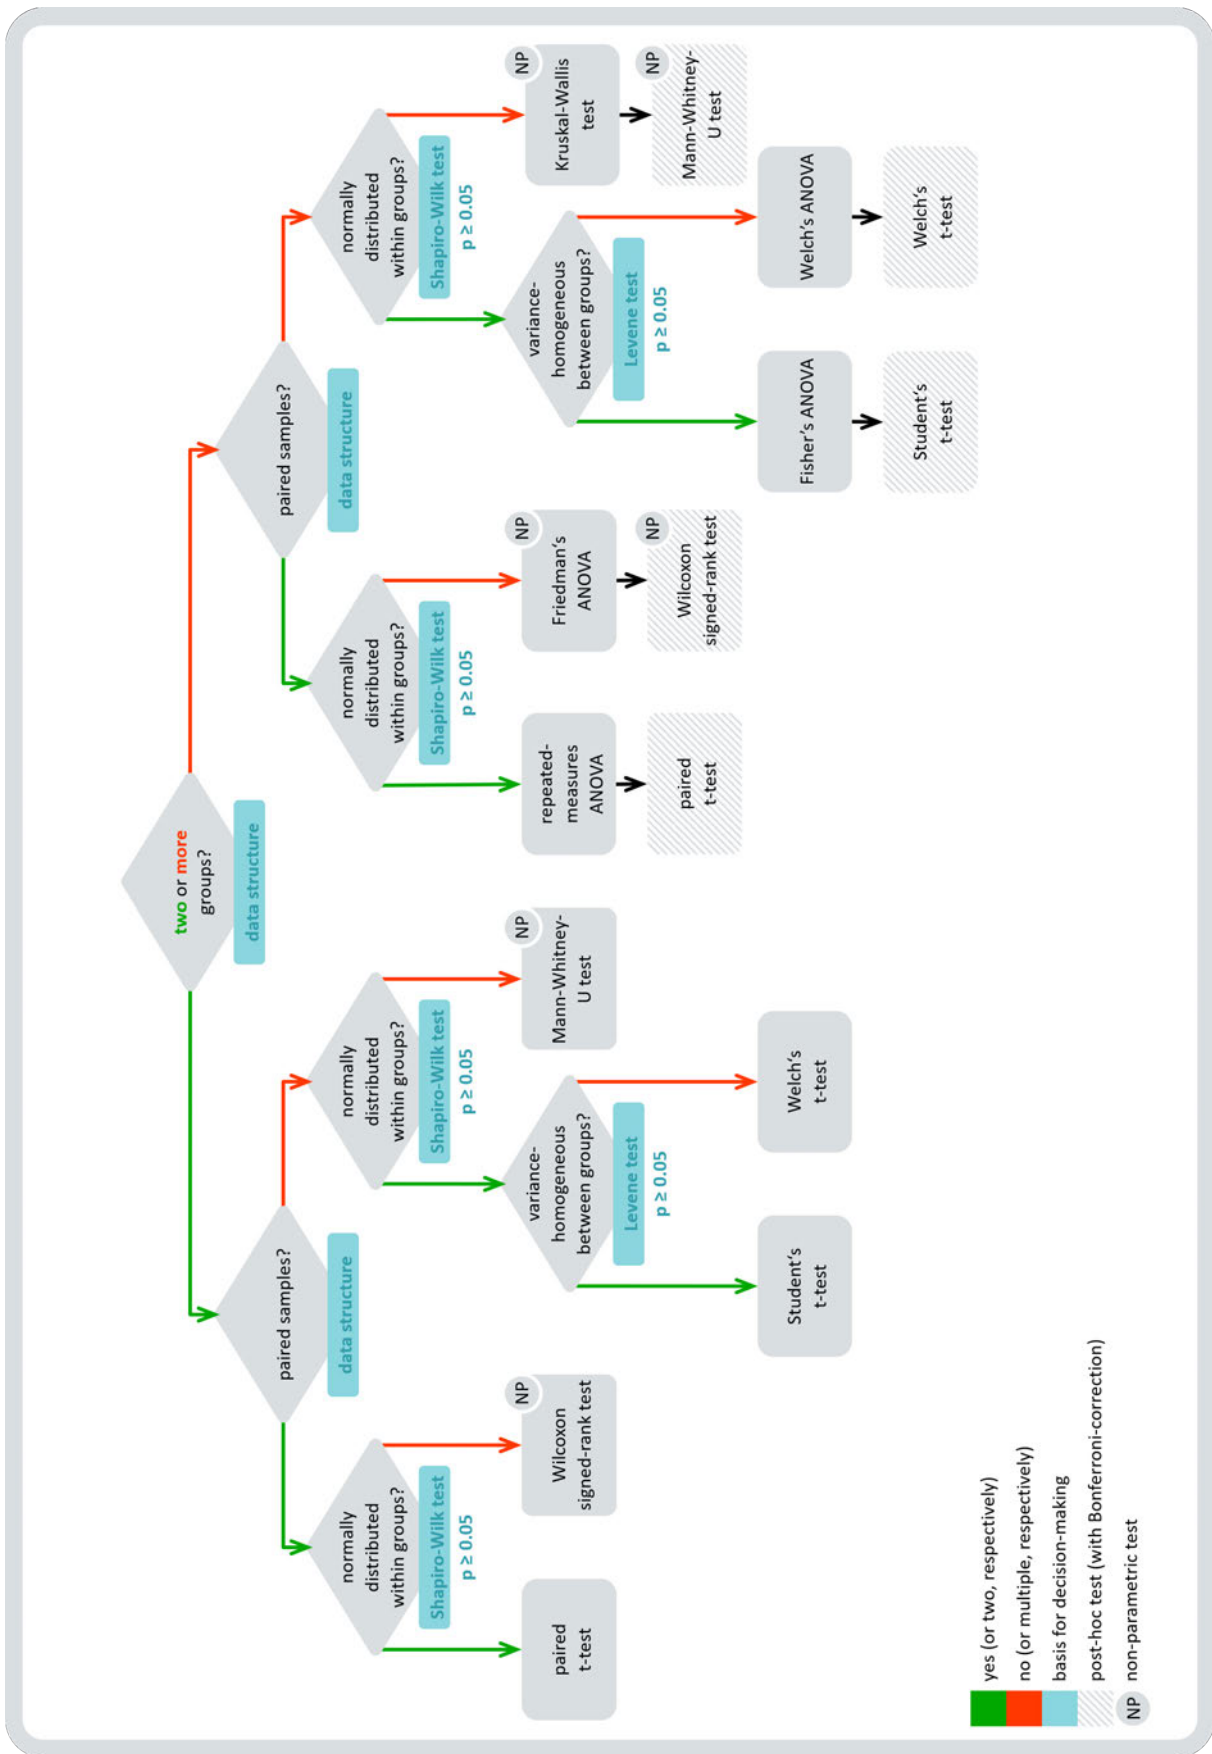 two or more
groups?
data structure
paired samples?
data structure
paired samples?
data structure
normally
distributed
within groups?
Shapiro-Wilk test
p ≥ 0.05
normally
distributed
within groups?
Shapiro-Wilk test
p ≥ 0.05
normally
distributed
within groups?
Shapiro-Wilk test
p ≥ 0.05
normally
distributed
within groups?
Shapiro-Wilk test
p ≥ 0.05
paired
t-test
NP
Wilcoxon
signed-rank test
variance-
homogeneous
between groups?
Levene test
p ≥ 0.05
NP
Mann-Whitney-
U test
repeated-
measures
ANOVA
NP
Friedman's
ANOVA
variance-
homogeneous
between groups?
Levene test
p ≥ 0.05
NP
Kruskal-Wallis
test
paired
t-test
NP
Wilcoxon
signed-rank test
NP
Mann-Whitney-
U test
Student's
t-test
Welch's
t-test
Fisher's ANOVA
Welch's ANOVA
Student's
t-test
Welch's
t-test
yes (or two, respectively)
no (or multiple, respectively)
basis for decision-making
post-hoc test (with Bonferroni-correction)
NP non-parametric test